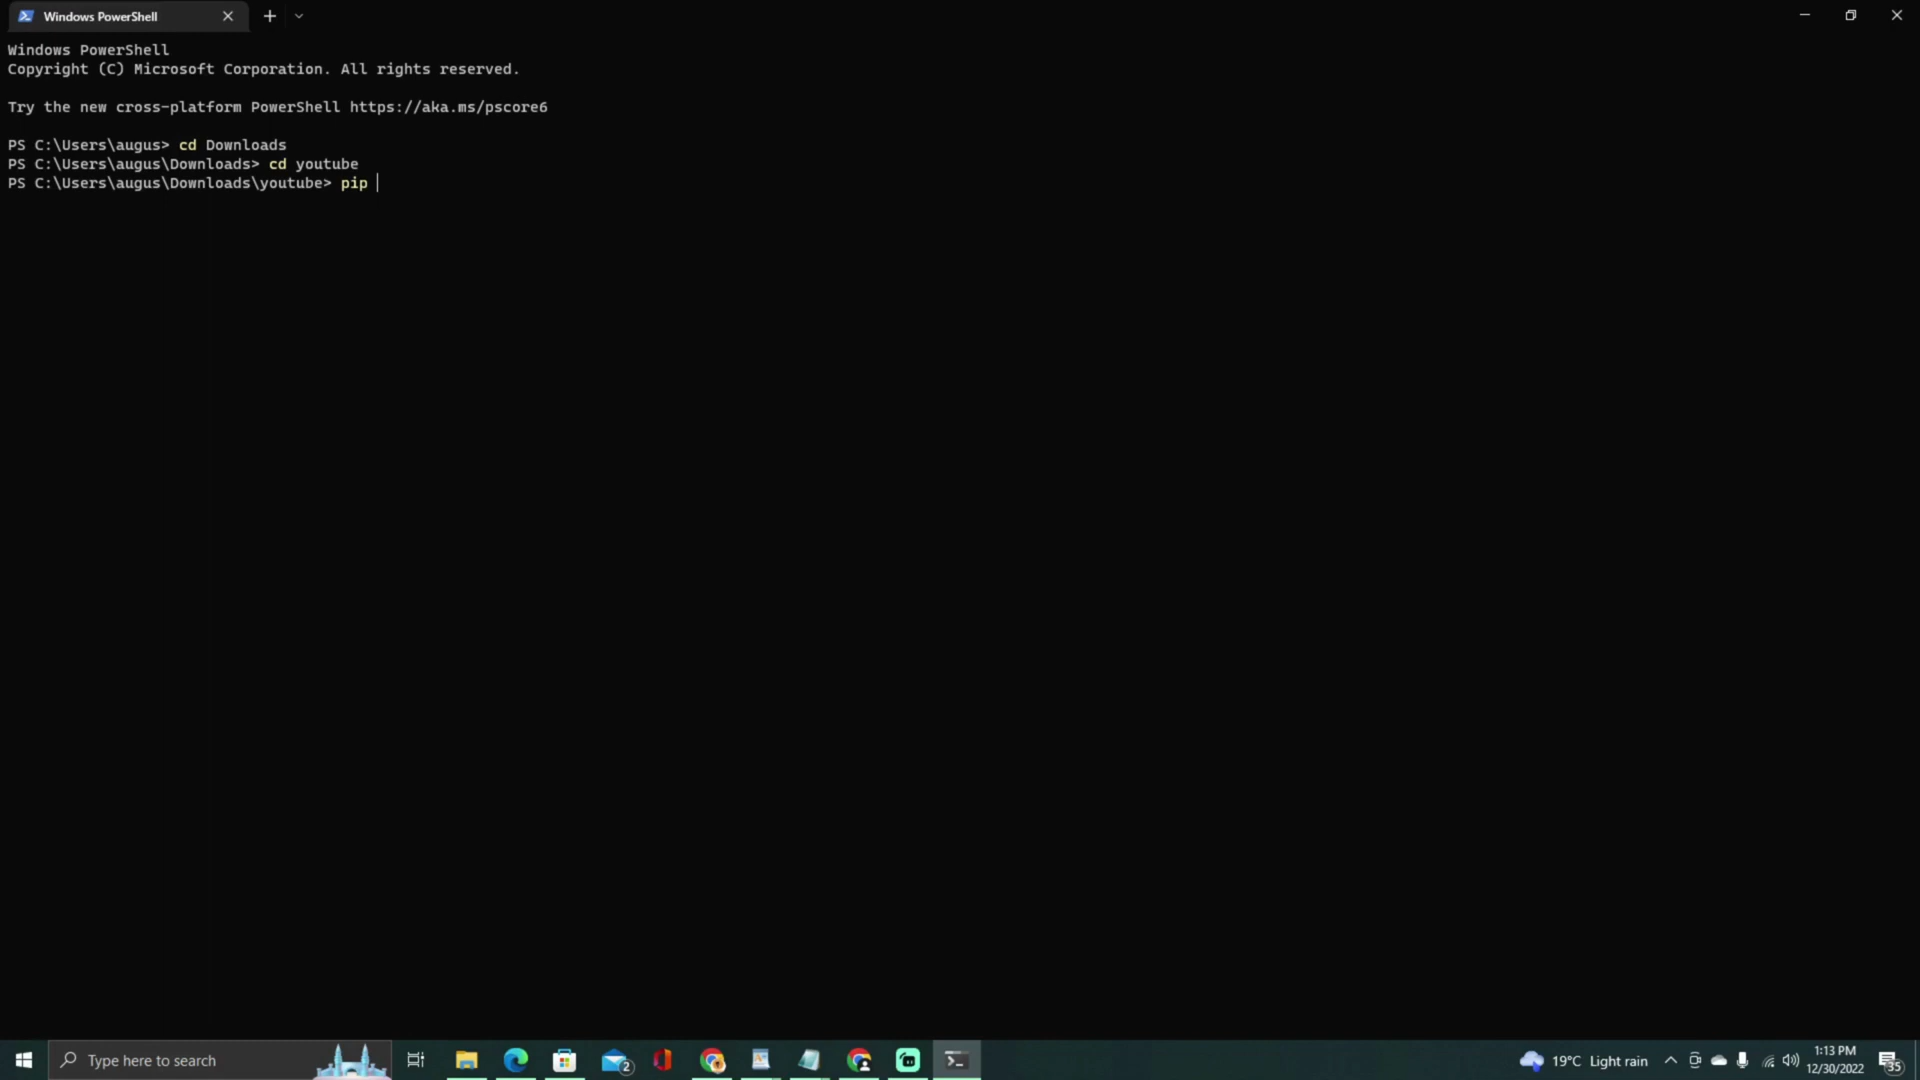 Windows PowerShell
Windows PowerShell
Copyright (C) Microsoft Corporation. All rights reserved.
Try the new cross-platform PowerShell https://aka.ms/pscore6
PS C:\Users\augus> cd Downloads
PS C:\Users\augus\Downloads> cd youtube
PS C:\Users\augus\Downloads\youtube> pip
Type here to search
2
19°C Light rain
1:13 PM
12/30/2022
35